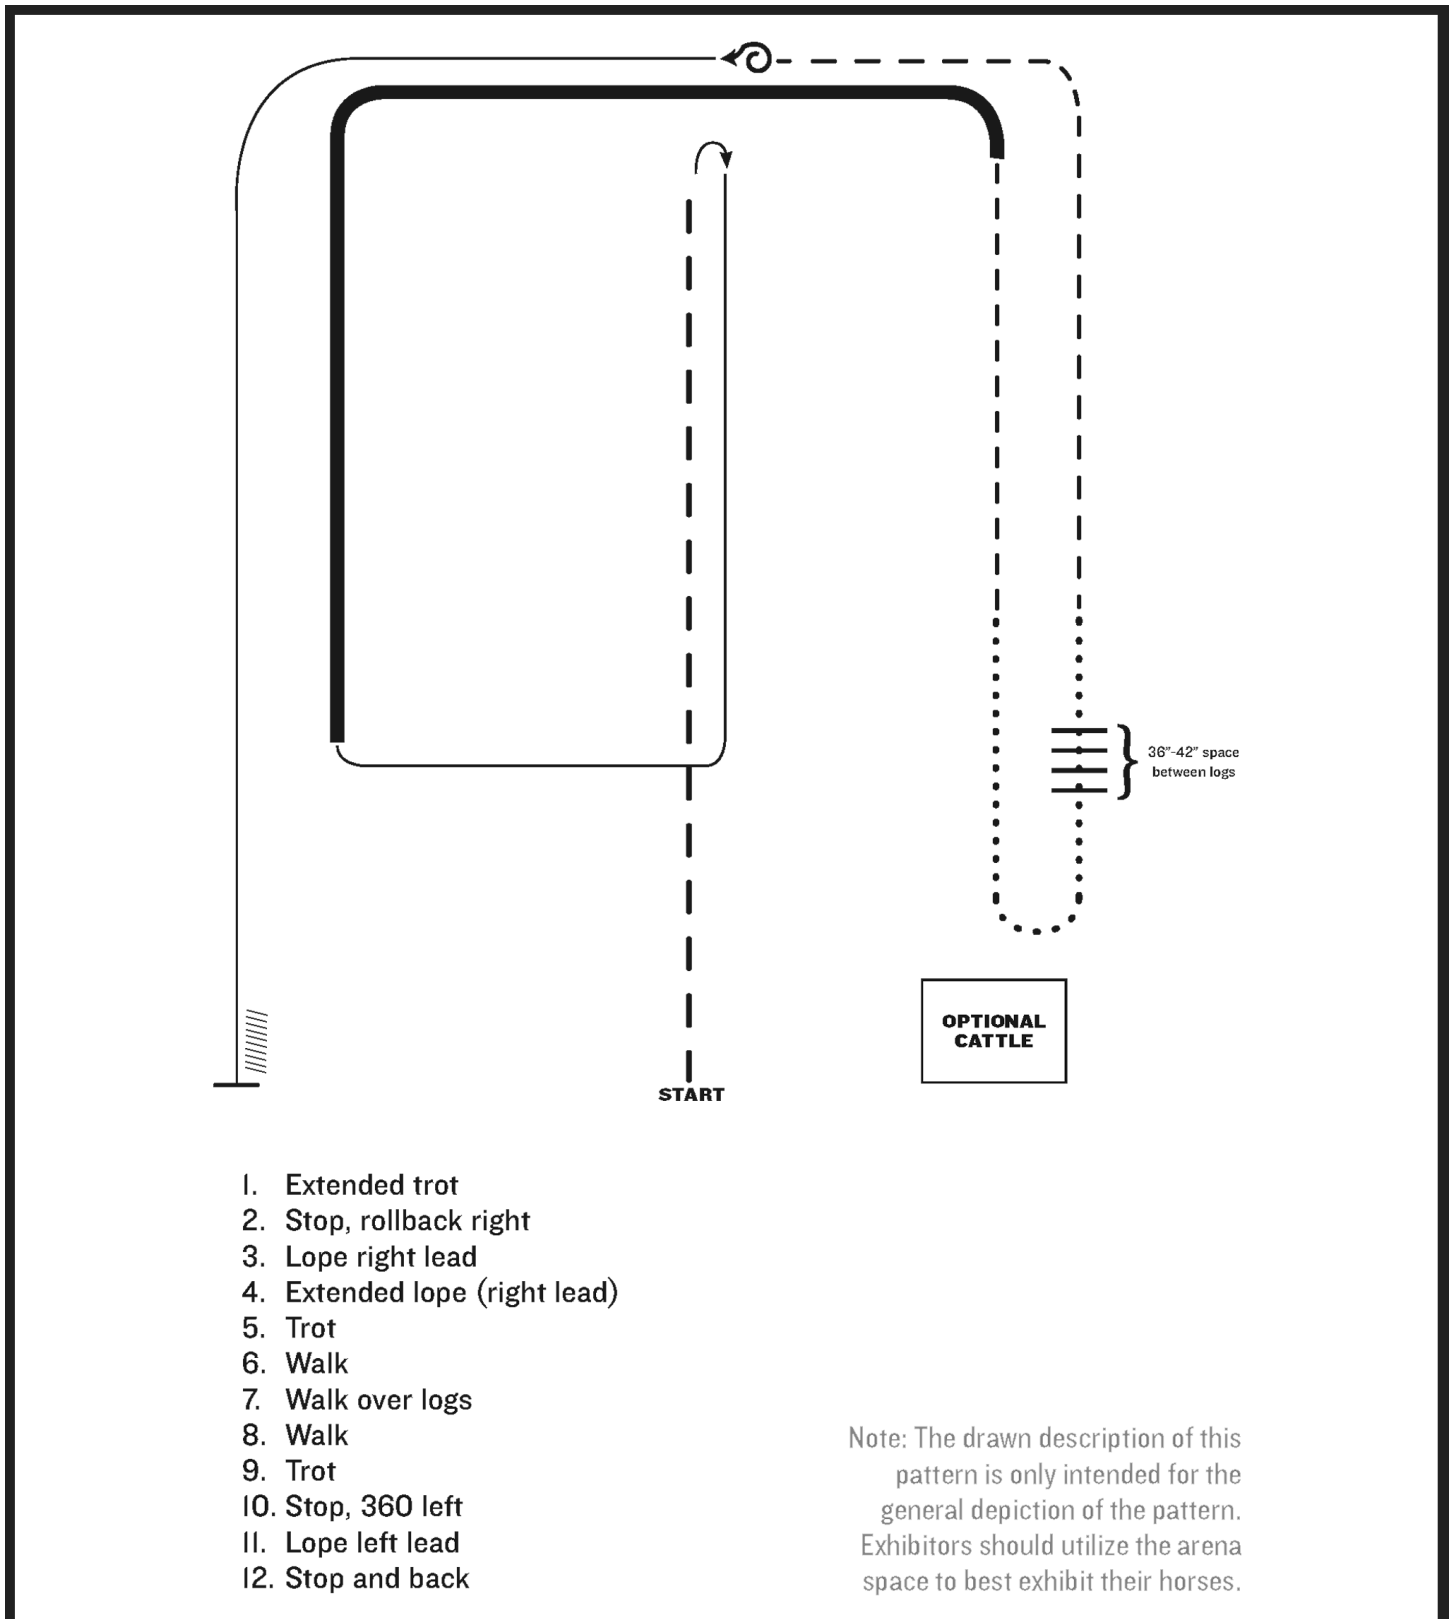 36”-42” space
between logs
OPTIONAL
CATTLE
START
1. Extended trot
2. Stop, rollback right
3. Lope right lead
4. Extended lope (right lead)
5. Trot
6. Walk
7. Walk over logs
8. Walk
9. Trot
10. Stop, 360 left
11. Lope left lead
12. Stop and back
Note: The drawn description of this
pattern is only intended for the
general depiction of the pattern.
Exhibitors should utilize the arena
space to best exhibit their horses.